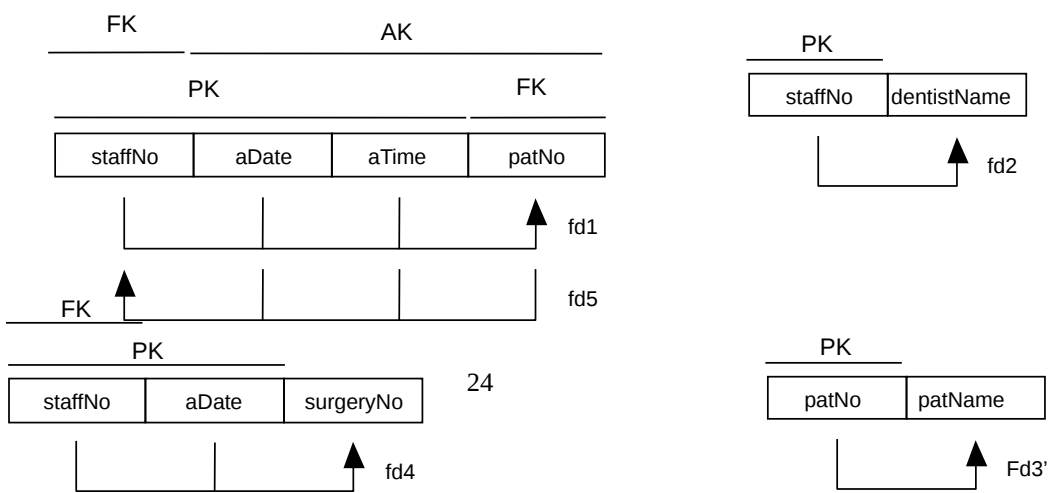 FK AK
PK FK
staffNo aDate aTime patNo
fd1
fd5
PK
staffNo dentistName
fd2
FK
PK
staffNo aDate surgeryNo
fd4
24
PK
patNo patName
Fd3'